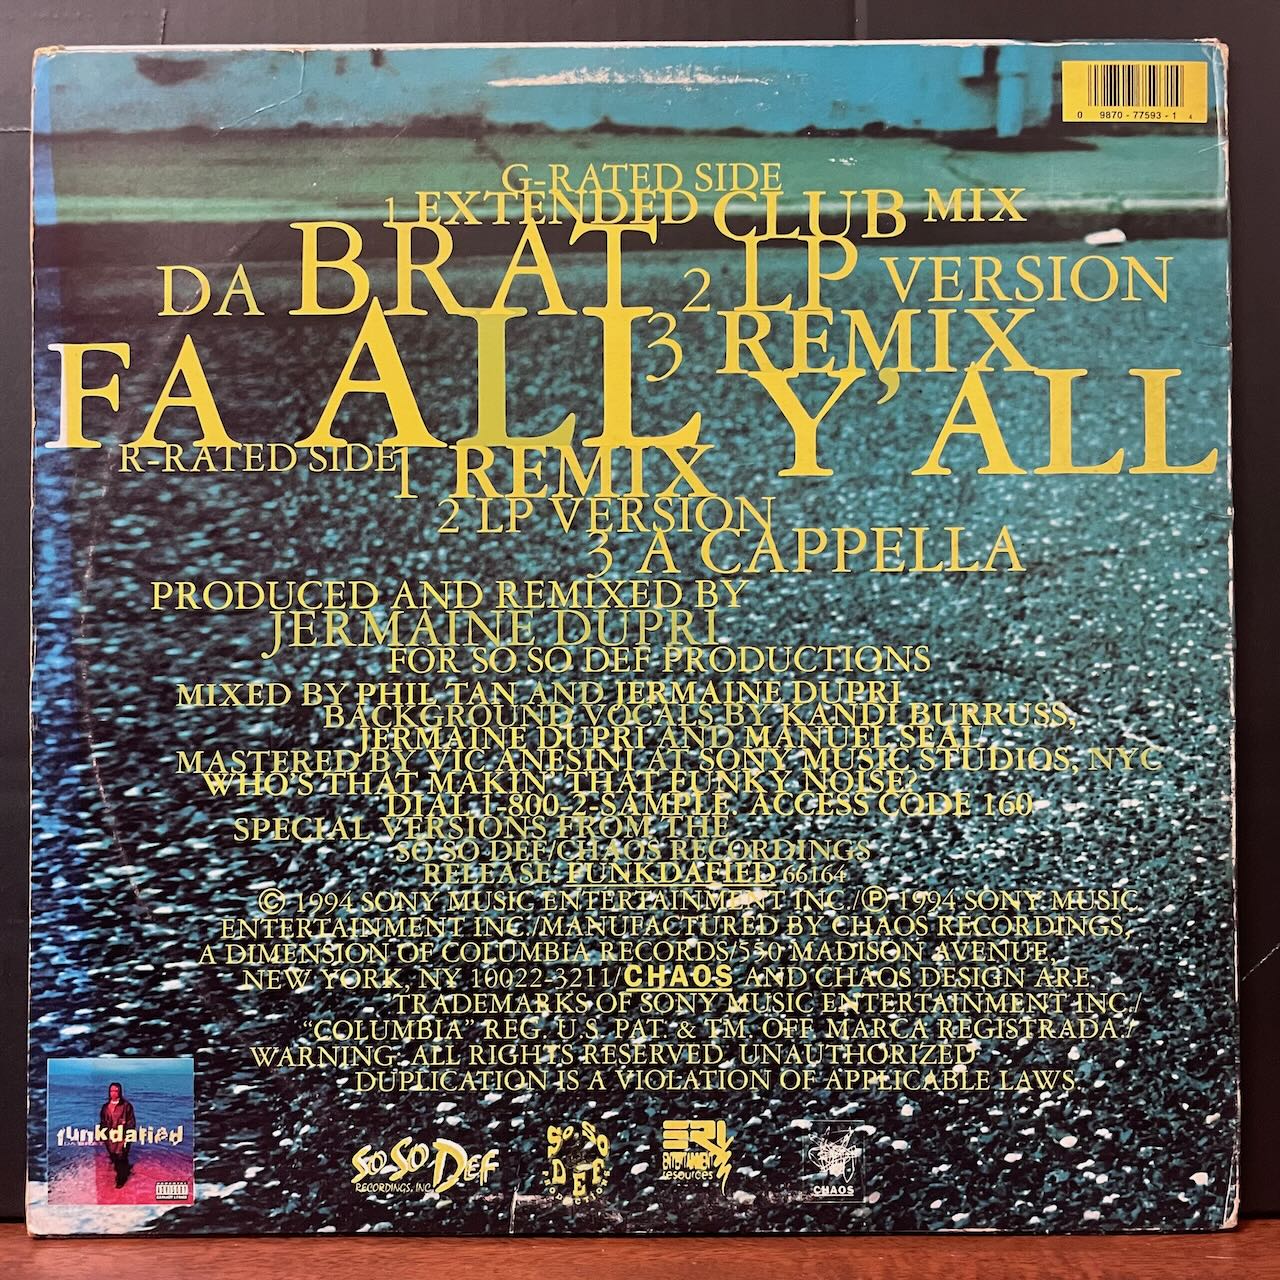 0 9870-77593-1 4
G-RATED SIDE
1 EXTENDED CLUB MIX
DA BRAT 2 LP VERSION
3 REMIX
FA ALL Y'ALL
R-RATED SIDE 1 REMIX
2 LP VERSION
3 A CAPPELLA
PRODUCED AND REMIXED BY
JERMAINE DUPRI
FOR SO SO DEF PRODUCTIONS
MIXED BY PHIL TAN AND JERMAINE DUPRI
BACKGROUND VOCALS BY KANDI BURRUSS,
JERMAINE DUPRI AND MANUEL SEAL
MASTERED BY VIC ANESINI AT SONY MUSIC STUDIOS, NYC
WHO'S THAT MAKIN' THAT FUNKY NOISE?
DIAL 1-800-2-SAMPLE. ACCESS CODE 160
SPECIAL VERSIONS FROM THE
SO SO DEF/CHAOS RECORDINGS
RELEASE: FUNKDAFIED 66164
© 1994 SONY MUSIC ENTERTAINMENT INC./℗ 1994 SONY MUSIC
ENTERTAINMENT INC./MANUFACTURED BY CHAOS RECORDINGS,
A DIMENSION OF COLUMBIA RECORDS/550 MADISON AVENUE,
NEW YORK, NY 10022-3211/CHAOS AND CHAOS DESIGN ARE
TRADEMARKS OF SONY MUSIC ENTERTAINMENT INC./
"COLUMBIA" REG. U.S. PAT. & TM. OFF. MARCA REGISTRADA./
WARNING: ALL RIGHTS RESERVED. UNAUTHORIZED
DUPLICATION IS A VIOLATION OF APPLICABLE LAWS.
funkdafied
DA BRAT
SO SO DEF
RECORDINGS, INC.
SO. SO
DEF
PRODUCTIONS
ERI
ENTERTAINMENT
resources
CHAOS